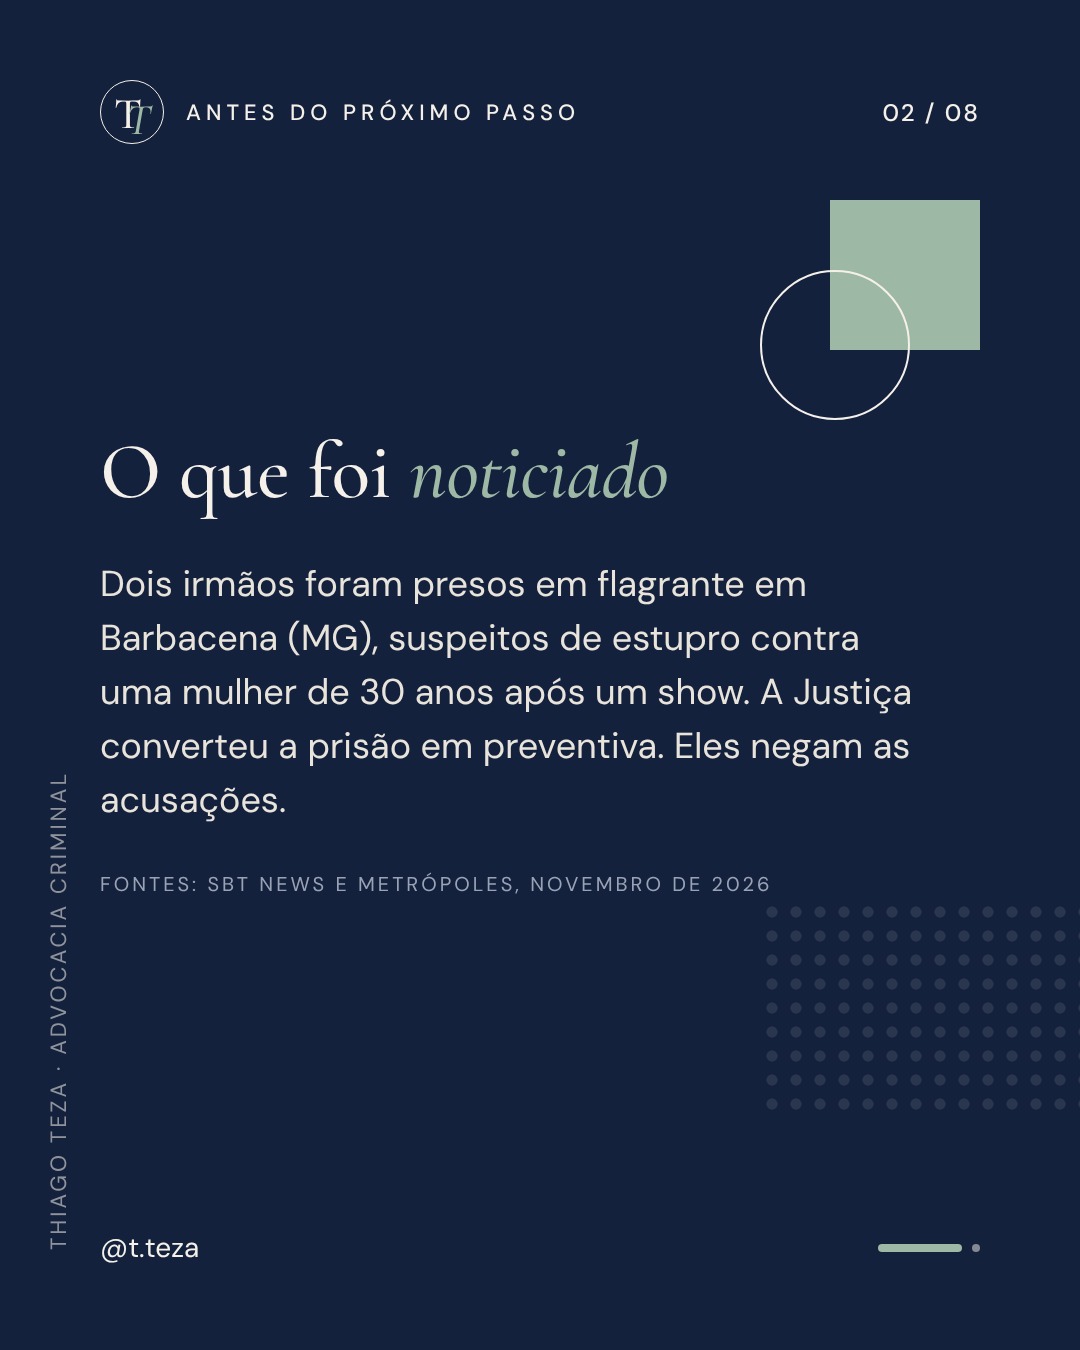 TT
ANTES DO PRÓXIMO PASSO
02 / 08
O que foi noticiado
Dois irmãos foram presos em flagrante em
Barbacena (MG), suspeitos de estupro contra
uma mulher de 30 anos após um show. A Justiça
converteu a prisão em preventiva. Eles negam as
acusações.
FONTES: SBT NEWS E METRÓPOLES, NOVEMBRO DE 2026
THIAGO TEZA · ADVOCACIA CRIMINAL
@t.teza